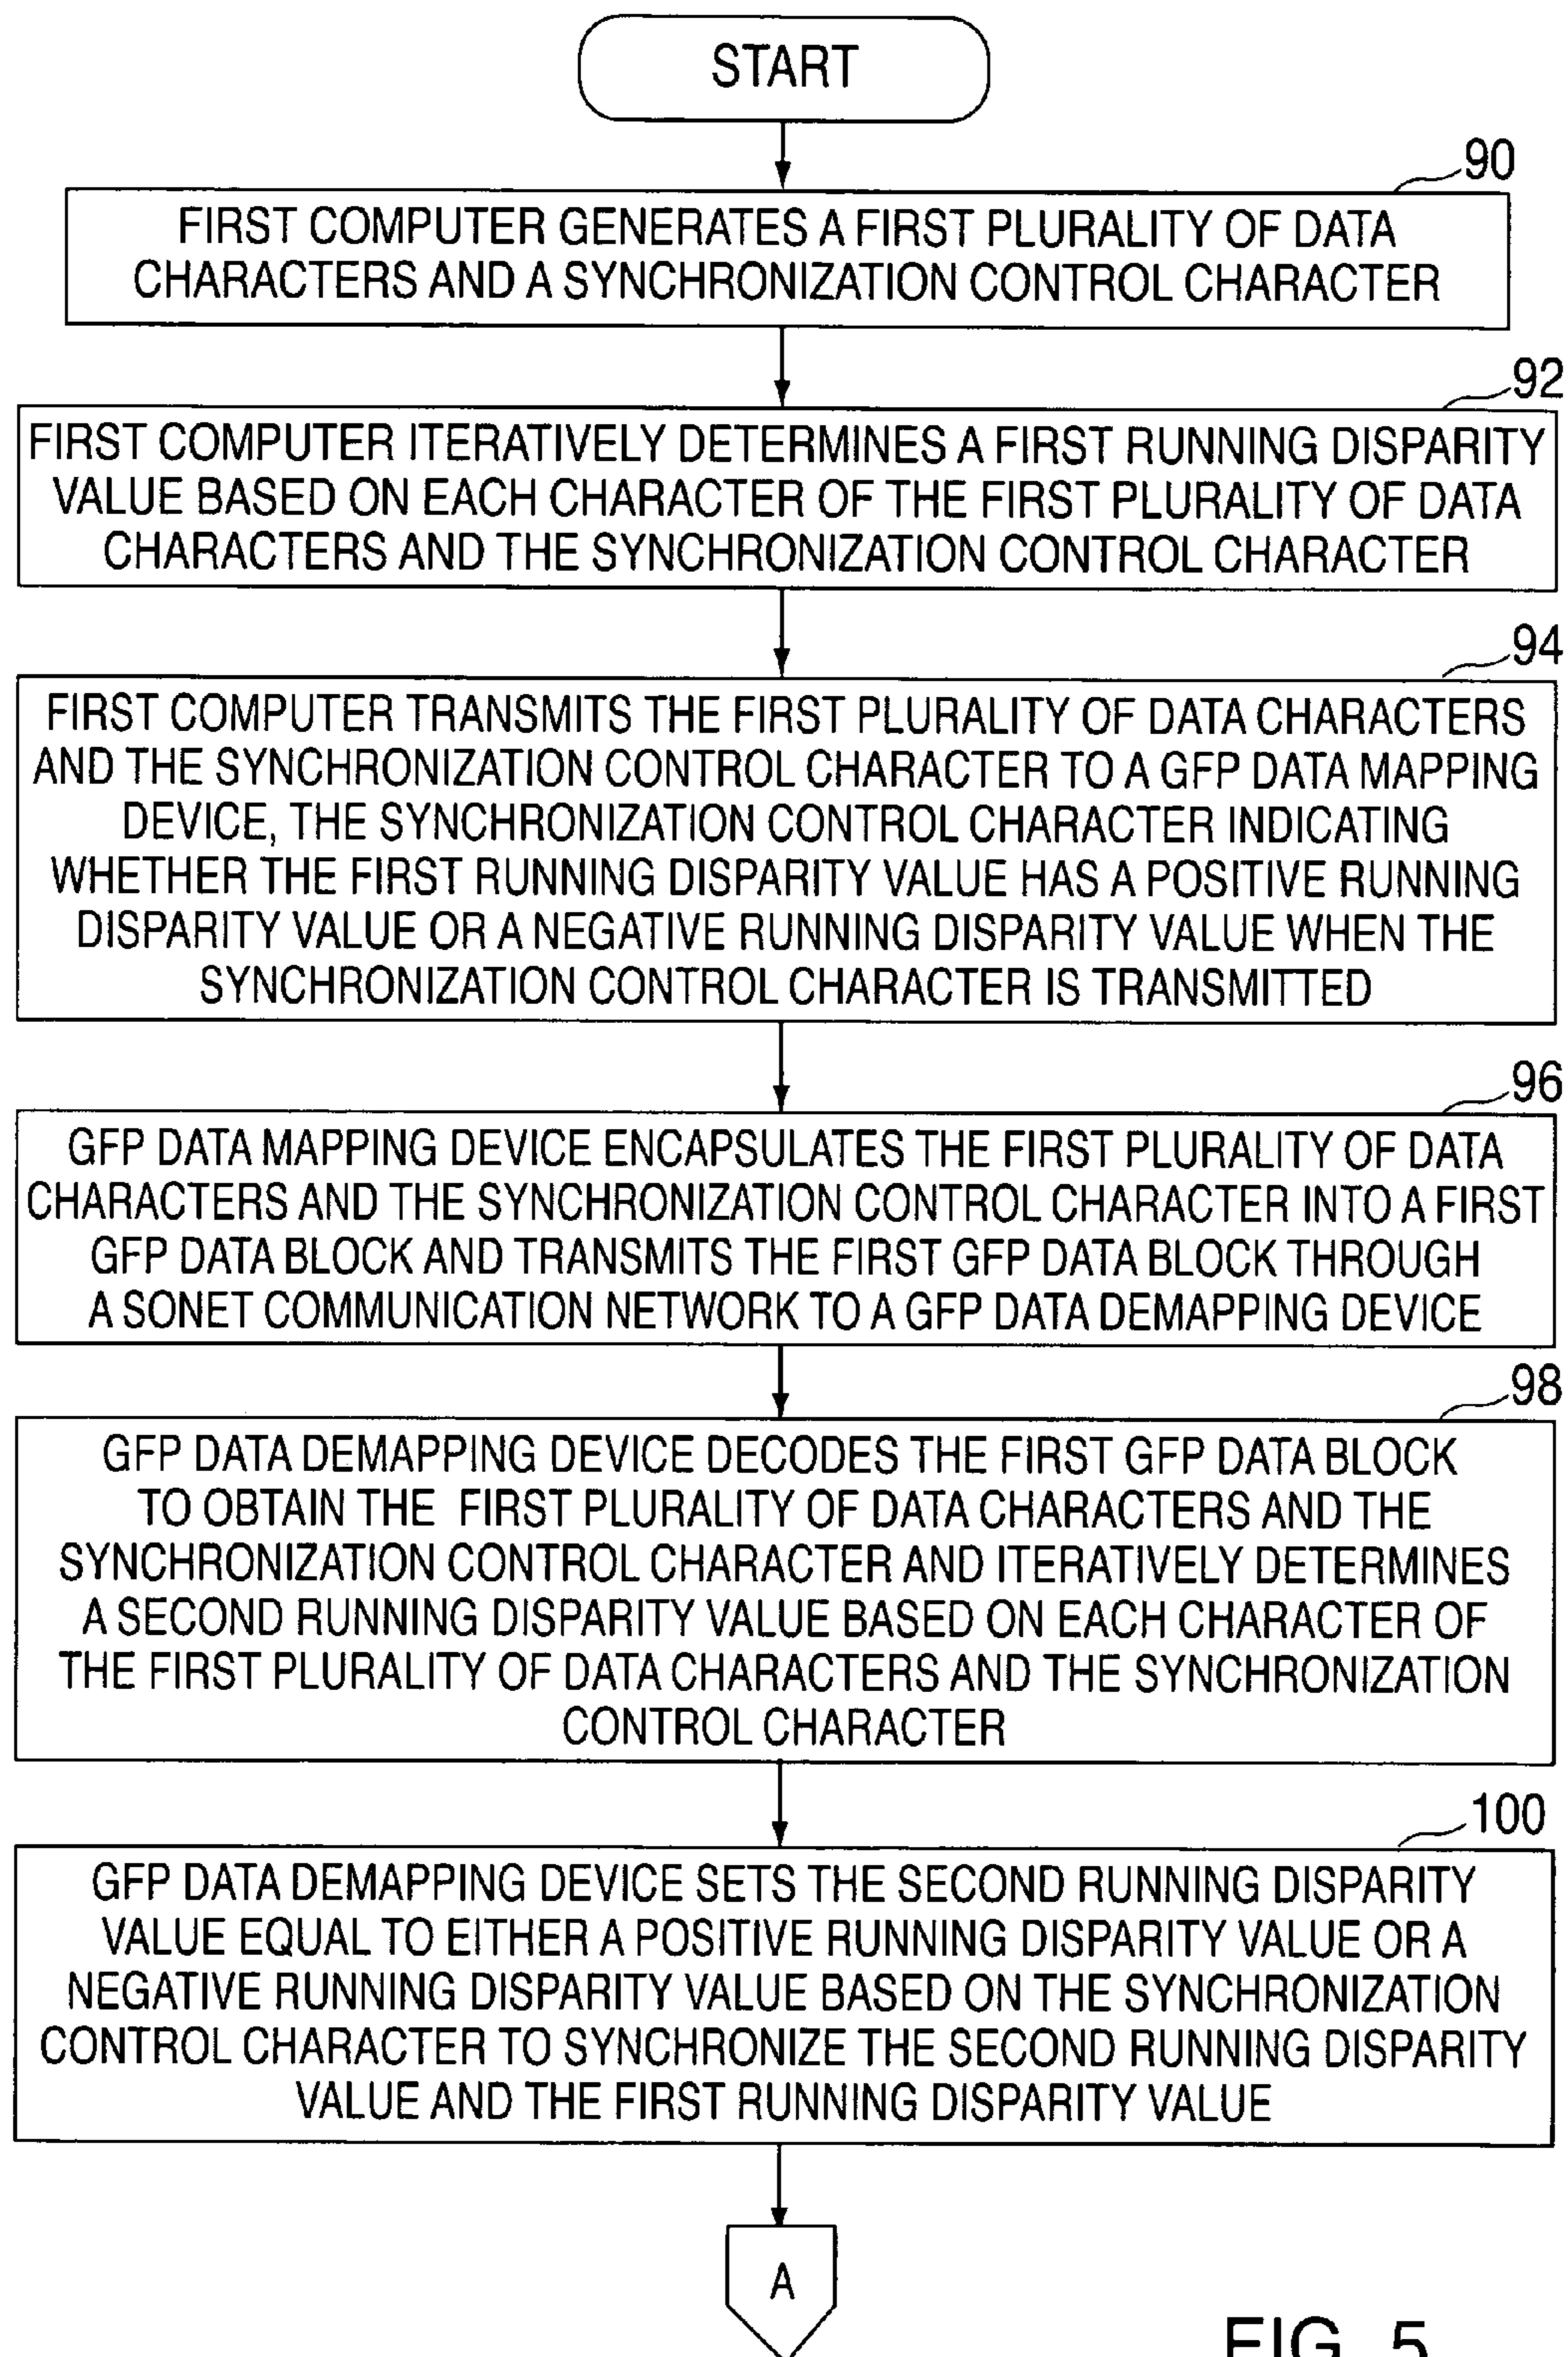 START
90
FIRST COMPUTER GENERATES A FIRST PLURALITY OF DATA
CHARACTERS AND A SYNCHRONIZATION CONTROL CHARACTER
92
FIRST COMPUTER ITERATIVELY DETERMINES A FIRST RUNNING DISPARITY
VALUE BASED ON EACH CHARACTER OF THE FIRST PLURALITY OF DATA
CHARACTERS AND THE SYNCHRONIZATION CONTROL CHARACTER
94
FIRST COMPUTER TRANSMITS THE FIRST PLURALITY OF DATA CHARACTERS
AND THE SYNCHRONIZATION CONTROL CHARACTER TO A GFP DATA MAPPING
DEVICE, THE SYNCHRONIZATION CONTROL CHARACTER INDICATING
WHETHER THE FIRST RUNNING DISPARITY VALUE HAS A POSITIVE RUNNING
DISPARITY VALUE OR A NEGATIVE RUNNING DISPARITY VALUE WHEN THE
SYNCHRONIZATION CONTROL CHARACTER IS TRANSMITTED
96
GFP DATA MAPPING DEVICE ENCAPSULATES THE FIRST PLURALITY OF DATA
CHARACTERS AND THE SYNCHRONIZATION CONTROL CHARACTER INTO A FIRST
GFP DATA BLOCK AND TRANSMITS THE FIRST GFP DATA BLOCK THROUGH
A SONET COMMUNICATION NETWORK TO A GFP DATA DEMAPPING DEVICE
98
GFP DATA DEMAPPING DEVICE DECODES THE FIRST GFP DATA BLOCK
TO OBTAIN THE FIRST PLURALITY OF DATA CHARACTERS AND THE
SYNCHRONIZATION CONTROL CHARACTER AND ITERATIVELY DETERMINES
A SECOND RUNNING DISPARITY VALUE BASED ON EACH CHARACTER OF
THE FIRST PLURALITY OF DATA CHARACTERS AND THE SYNCHRONIZATION
CONTROL CHARACTER
100
GFP DATA DEMAPPING DEVICE SETS THE SECOND RUNNING DISPARITY
VALUE EQUAL TO EITHER A POSITIVE RUNNING DISPARITY VALUE OR A
NEGATIVE RUNNING DISPARITY VALUE BASED ON THE SYNCHRONIZATION
CONTROL CHARACTER TO SYNCHRONIZE THE SECOND RUNNING DISPARITY
VALUE AND THE FIRST RUNNING DISPARITY VALUE
A
FIG. 5